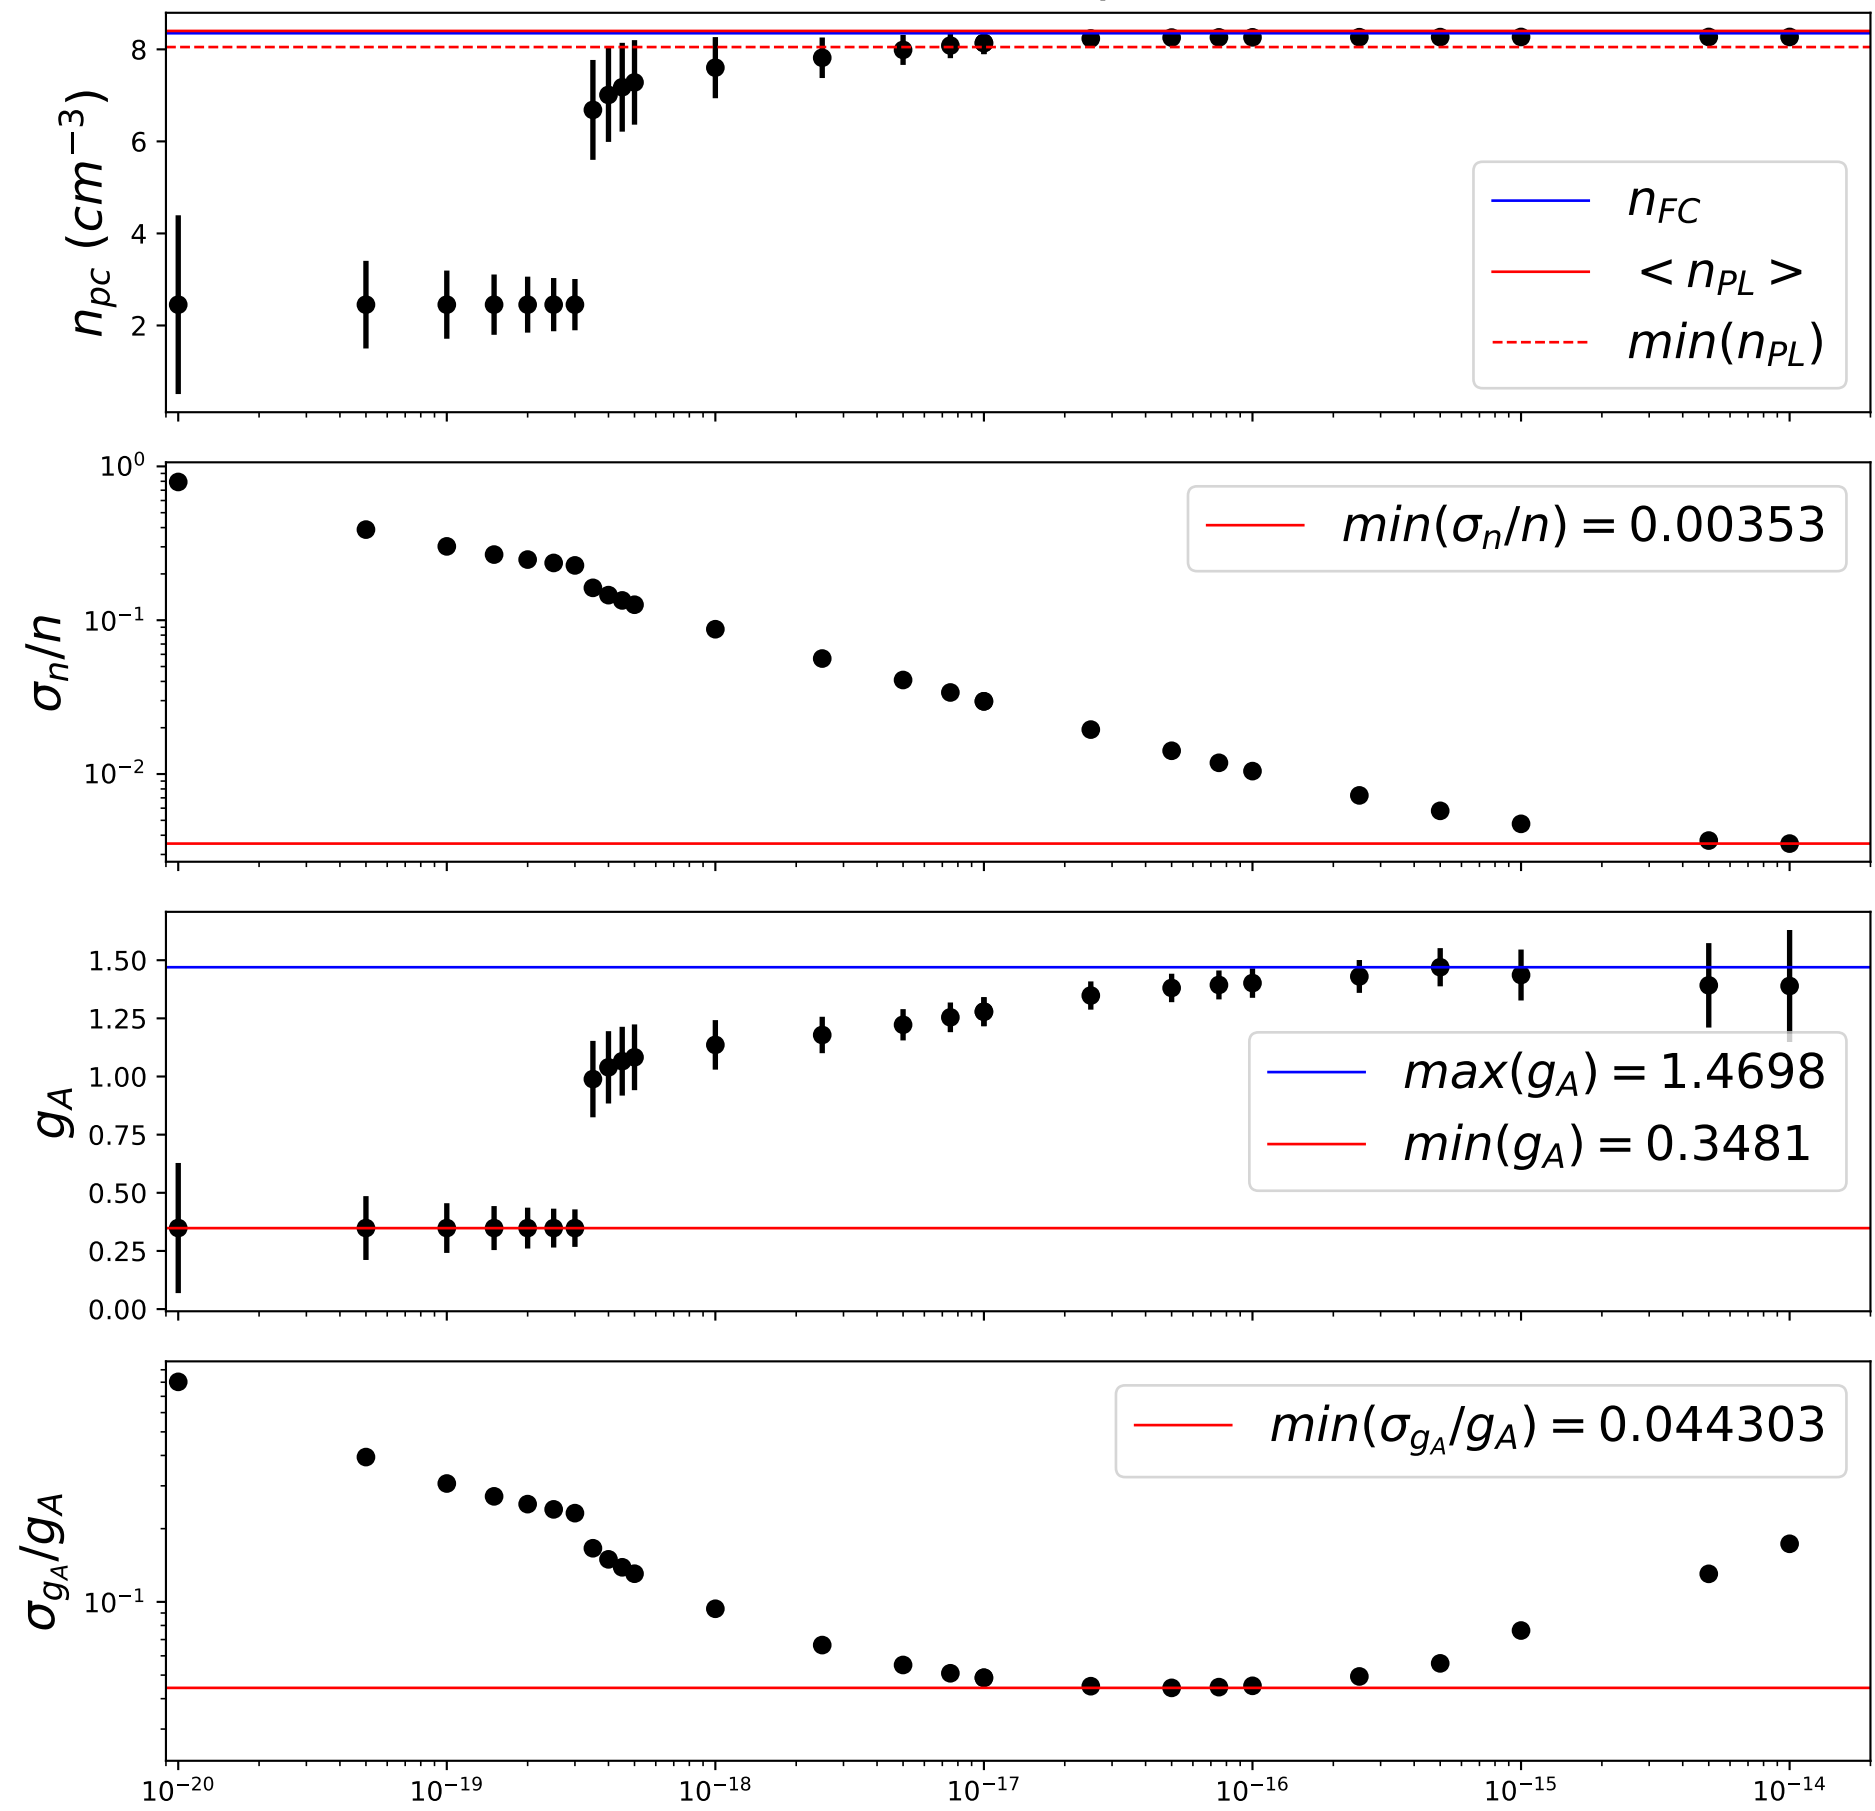 n_pc (cm^−3)
8
6
4
2
n_FC
< n_PL >
min(n_PL)
σ_n/n
10^0
10^−1
10^−2
min(σ_n/n) = 0.00353
g_A
1.50
1.25
1.00
0.75
0.50
0.25
0.00
max(g_A) = 1.4698
min(g_A) = 0.3481
σ_g_A/g_A
10^−1
min(σ_g_A/g_A) = 0.044303
10^−20 10^−19 10^−18 10^−17 10^−16 10^−15 10^−14